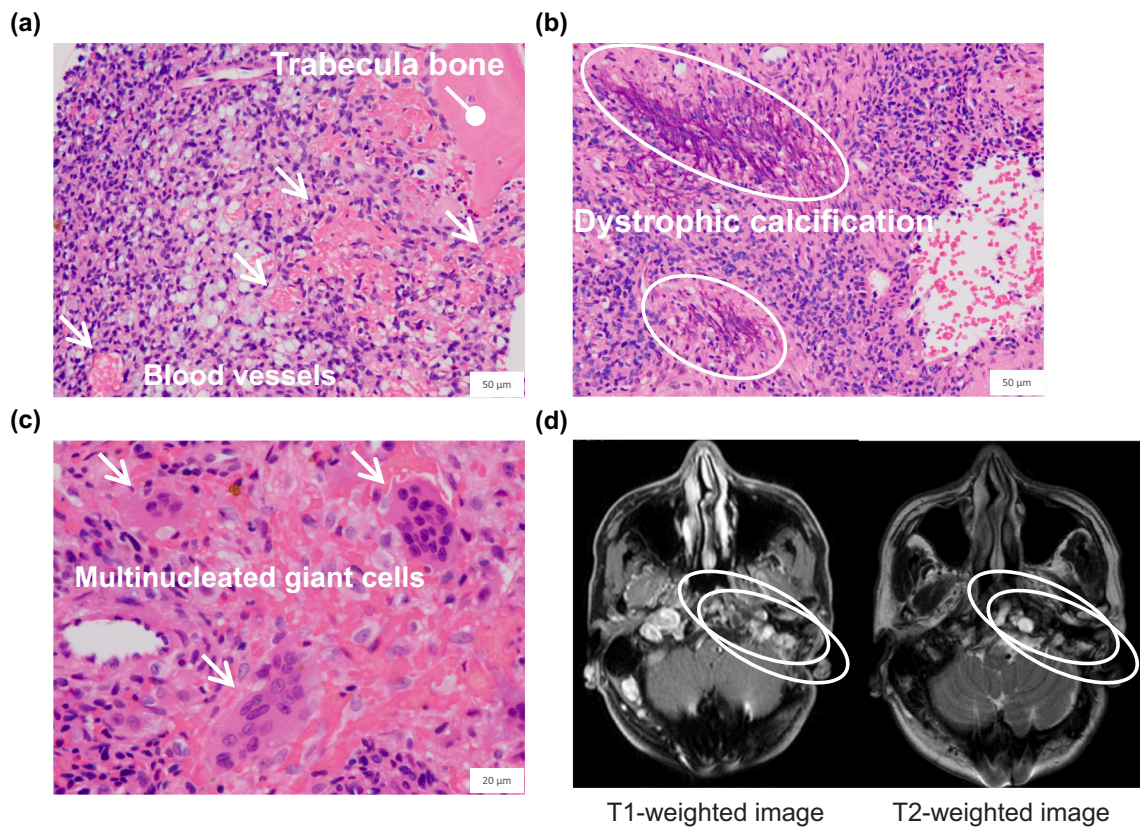 (a)
Trabecula bone
Blood vessels
50 µm
(b)
Dystrophic calcification
50 µm
(c)
Multinucleated giant cells
20 µm
(d)
T1-weighted image
T2-weighted image